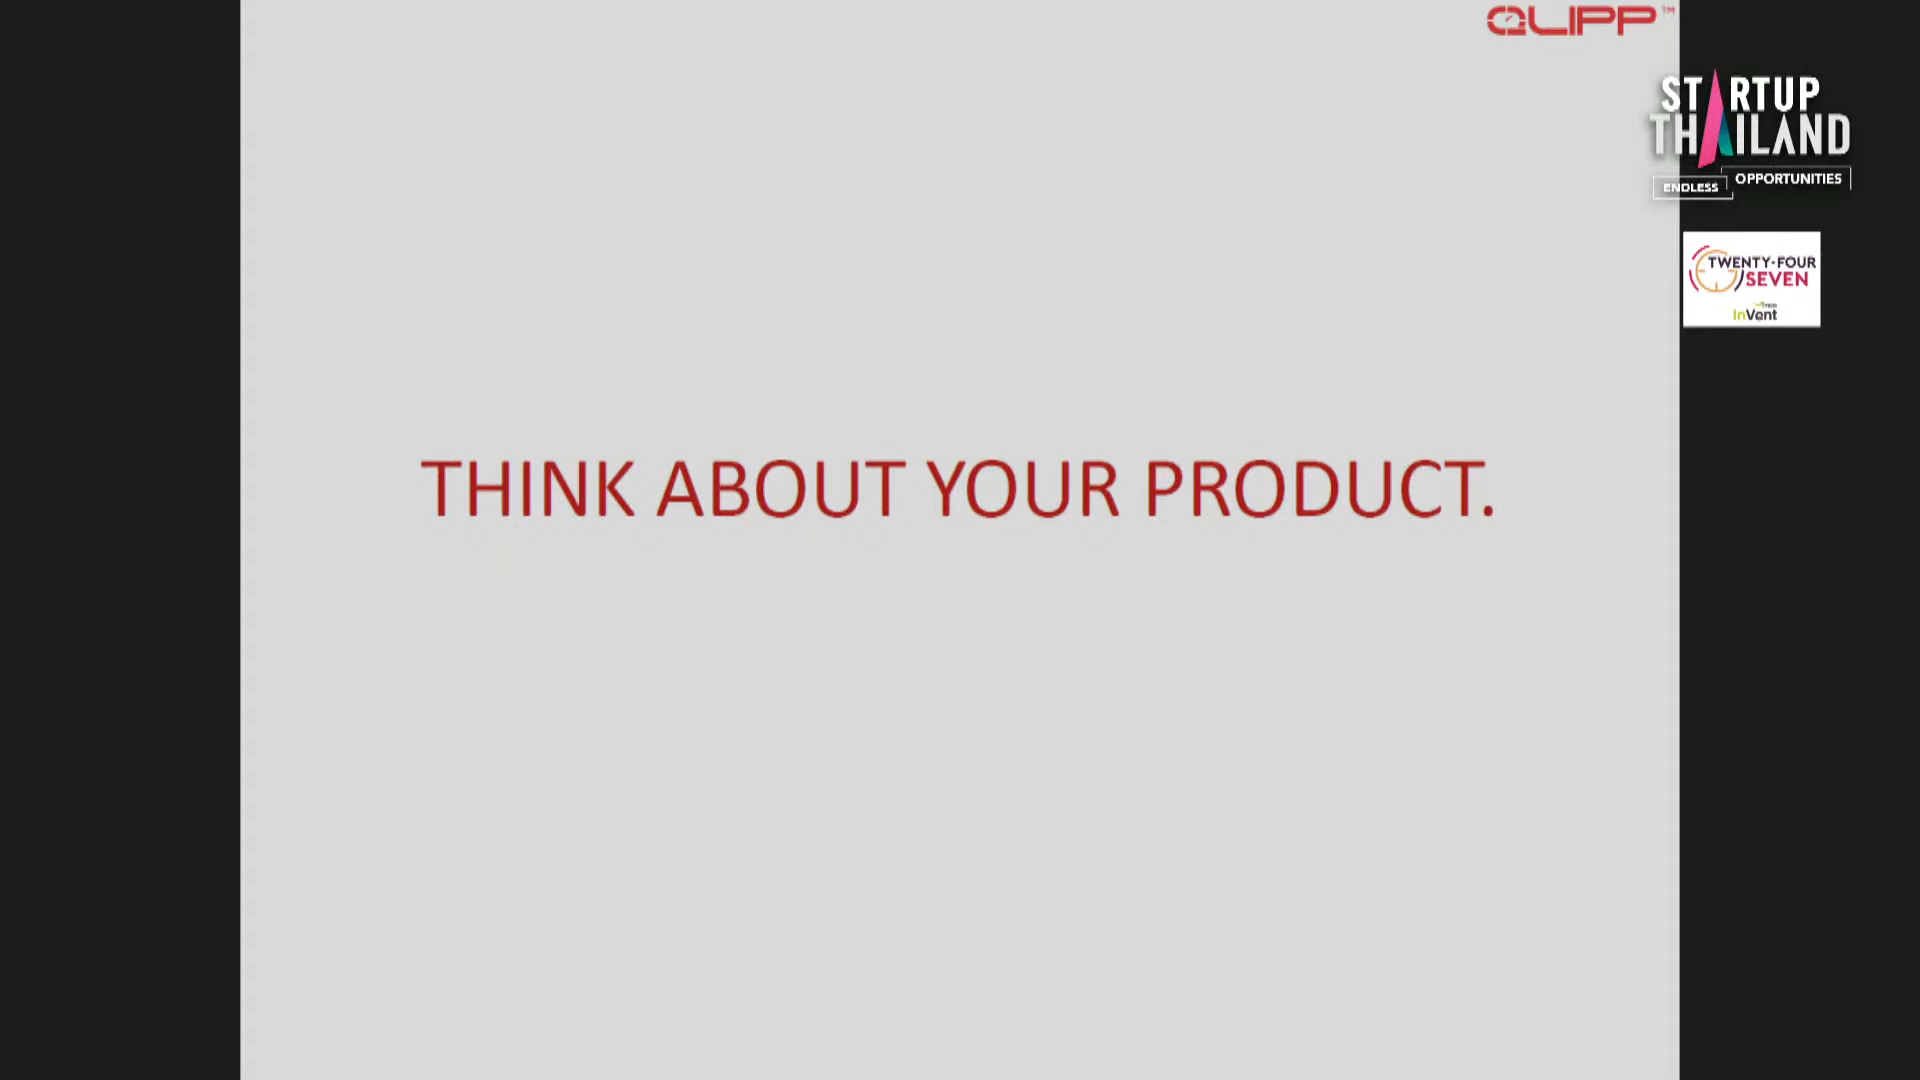 QLIPP™
STARTUP
THAILAND
ENDLESS OPPORTUNITIES
TWENTY-FOUR
SEVEN
InVent
THINK ABOUT YOUR PRODUCT.